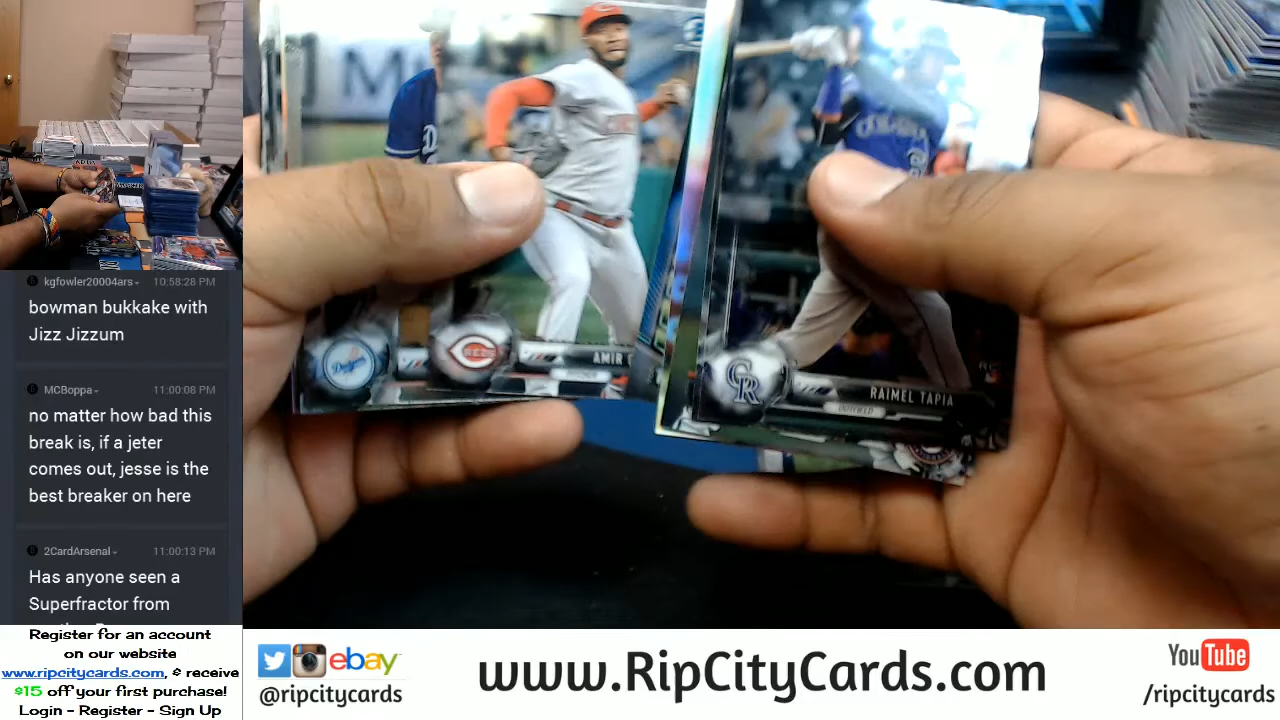 kgfowler20004ars 10:58:28 PM
bowman bukkake with
Jizz Jizzum
MCBoppa 11:00:08 PM
no matter how bad this
break is, if a jeter
comes out, jesse is the
best breaker on here
2CardArsenal 11:00:13 PM
Has anyone seen a
Superfractor from
Register for an account
on our website
www.ripcitycards.com, & receive
$15 off your first purchase!
Login - Register - Sign Up
Dodgers
REDS
AMIR
CR
RAIMEL TAPIA
OUTFIELD
ebay
@ripcitycards
www.RipCityCards.com
YouTube
/ripcitycards